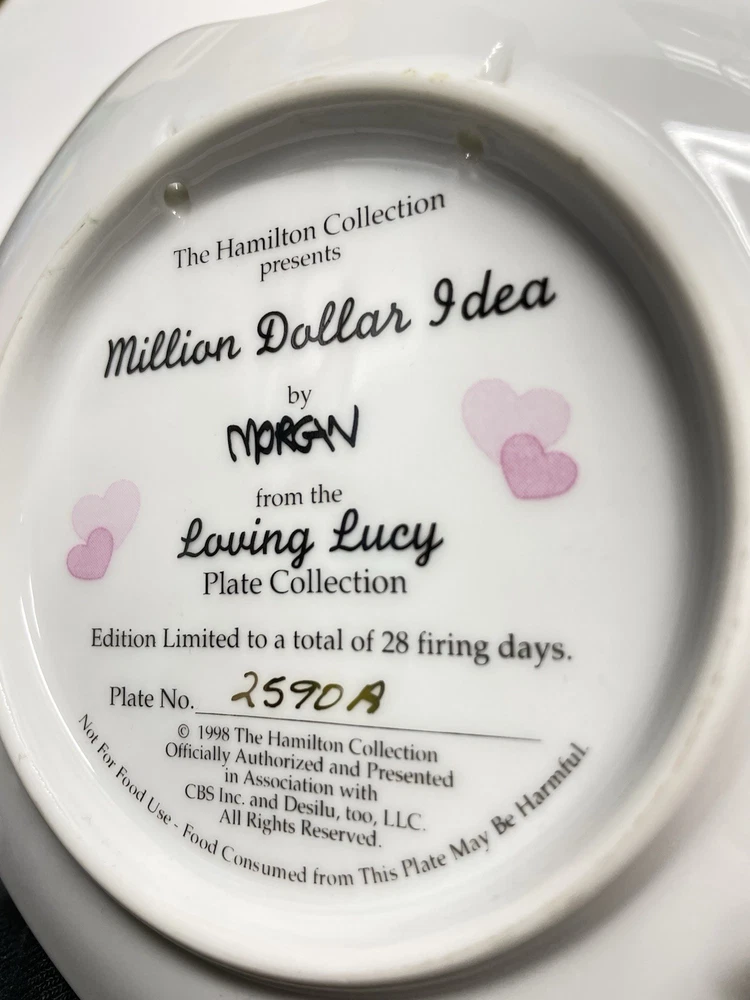 The Hamilton Collection
presents
Million Dollar Idea
by
MORGAN
from the
Loving Lucy
Plate Collection
Edition Limited to a total of 28 firing days.
Plate No. 2590A
© 1998 The Hamilton Collection
Officially Authorized and Presented
in Association with
CBS Inc. and Desilu, too, LLC.
All Rights Reserved.
Not For Food Use - Food Consumed from This Plate May Be Harmful.